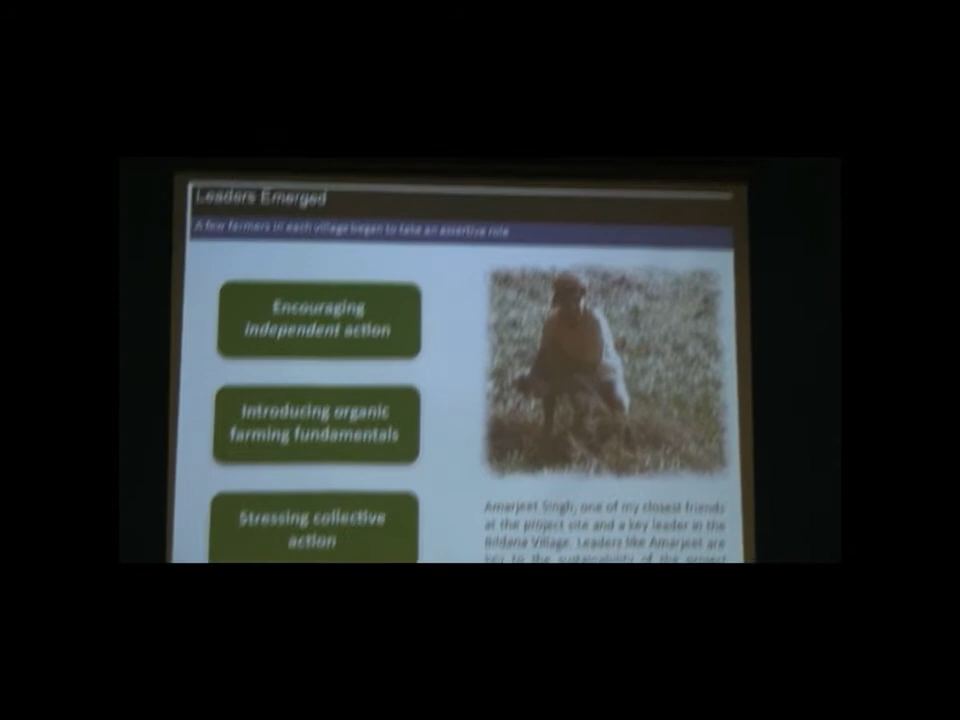 Leaders Emerged
A few farmers in each village began to take an assertive role
Encouraging
independent action
Introducing organic
farming fundamentals
Stressing collective
action
Amarjeet Singh, one of my closest friends
at the project site and a key leader in the
Village. Leaders like Amarjeet are
key to the sustainability of the project